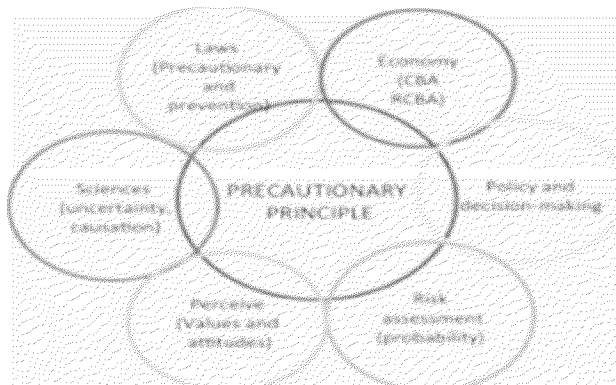 Laws
(Precautionary
and
prevention)
Economy
(CBA
RCBA)
Sciences
(uncertainty,
causation)
PRECAUTIONARY
PRINCIPLE
Policy and
decision-making
Perceive
(Values and
attitudes)
Risk
assessment
(probability)